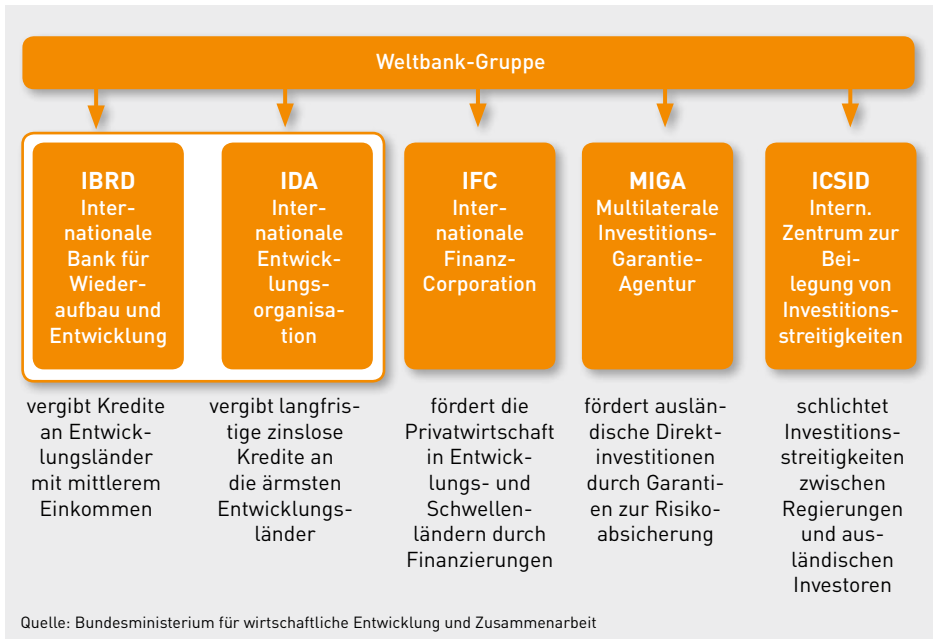 Weltbank-Gruppe
IBRD
Inter-
nationale
Bank für
Wieder-
aufbau und
Entwicklung
IDA
Inter-
nationale
Entwick-
lungs-
organisa-
tion
IFC
Inter-
nationale
Finanz-
Corporation
MIGA
Multilaterale
Investitions-
Garantie-
Agentur
ICSID
Intern.
Zentrum zur
Bei-
legung von
Investitions-
streitigkeiten
vergibt Kredite
an Entwick-
lungsländer
mit mittlerem
Einkommen
vergibt langfris-
tige zinslose
Kredite an
die ärmsten
Entwicklungs-
länder
fördert die
Privatwirtschaft
in Entwick-
lungs- und
Schwellen-
ländern durch
Finanzierungen
fördert auslän-
dische Direkt-
investitionen
durch Garanti-
en zur Risiko-
absicherung
schlichtet
Investitions-
streitigkeiten
zwischen
Regierungen
und aus-
ländischen
Investoren
Quelle: Bundesministerium für wirtschaftliche Entwicklung und Zusammenarbeit